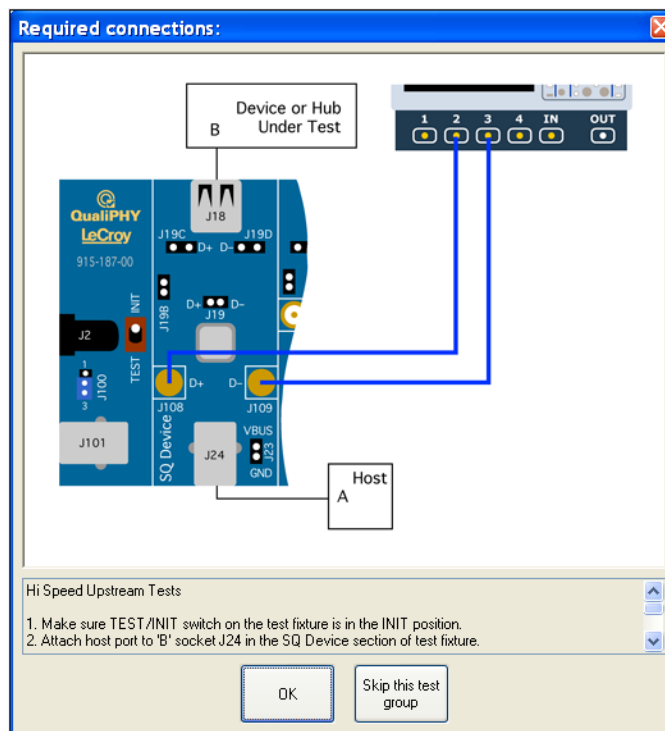 Required connections:
Device or Hub
Under Test
B
1 2 3 4 IN OUT
QualiPHY
LeCroy
915-187-00
J18
J19C
D+ D-
J19D
J19B
D+ D-
J19
INIT
TEST
J2
1
J100
3
J101
D+
J108
D-
J109
SQ Device
J24
VBUS
J23
GND
Host
A
Hi Speed Upstream Tests
1. Make sure TEST/INIT switch on the test fixture is in the INIT position.
2. Attach host port to 'B' socket J24 in the SQ Device section of test fixture.
OK
Skip this test
group